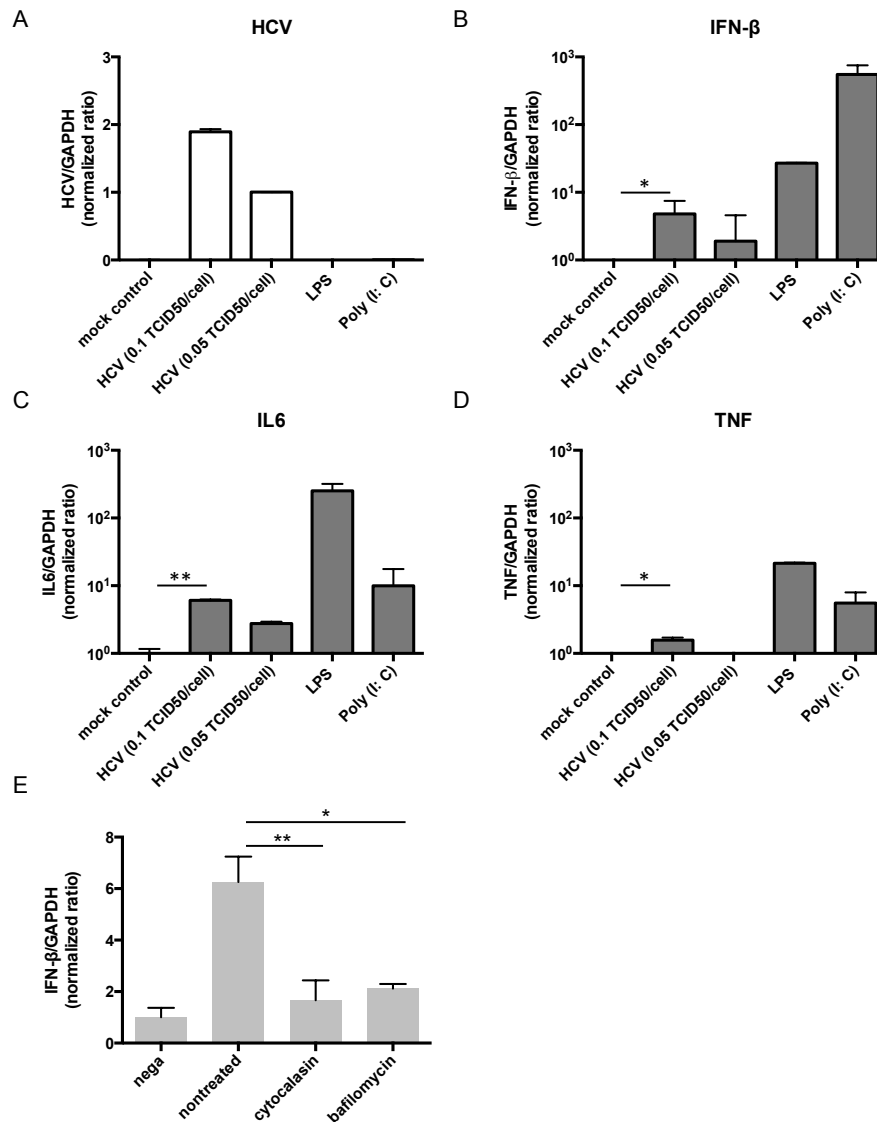 A
HCV
HCV/GAPDH
(normalized ratio)
3
2
1
0
mock control
HCV (0.1 TCID50/cell)
HCV (0.05 TCID50/cell)
LPS
Poly (I: C)
B
IFN-β
IFN-β/GAPDH
(normalized ratio)
10³
10²
10¹
10⁰
*
mock control
HCV (0.1 TCID50/cell)
HCV (0.05 TCID50/cell)
LPS
Poly (I: C)
C
IL6
IL6/GAPDH
(normalized ratio)
10³
10²
10¹
10⁰
**
mock control
HCV (0.1 TCID50/cell)
HCV (0.05 TCID50/cell)
LPS
Poly (I: C)
D
TNF
TNF/GAPDH
(normalized ratio)
10³
10²
10¹
10⁰
*
mock control
HCV (0.1 TCID50/cell)
HCV (0.05 TCID50/cell)
LPS
Poly (I: C)
E
IFN-β/GAPDH
(normalized ratio)
8
6
4
2
0
*
**
nega
nontreated
cytocalasin
bafilomycin